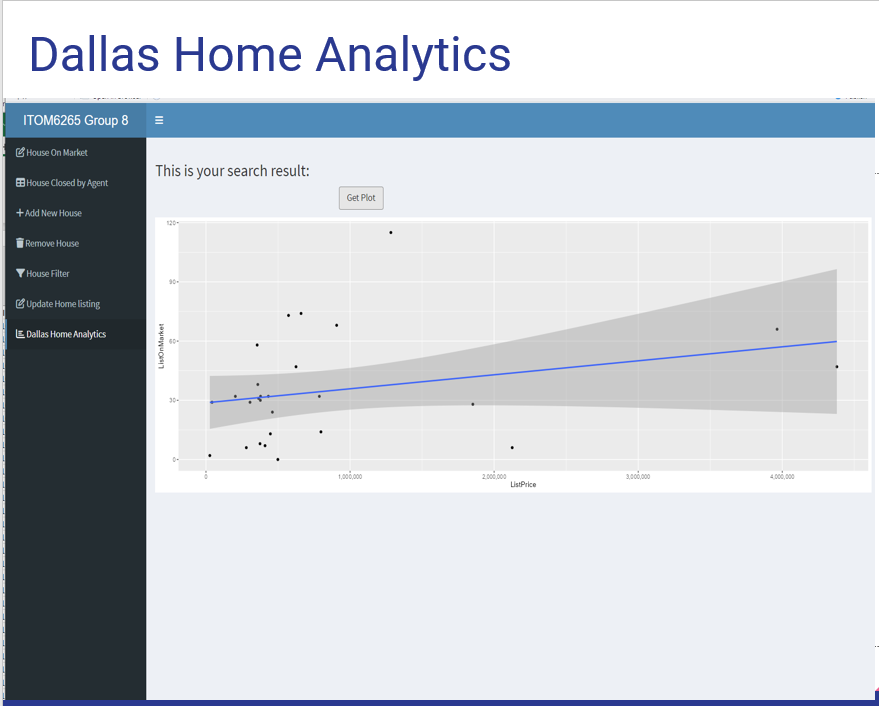 Dallas Home Analytics
ITOM6265 Group 8
House On Market
House Closed by Agent
Add New House
Remove House
House Filter
Update Home listing
Dallas Home Analytics
This is your search result:
Get Plot
120
90
60
30
0
ListOnMarket
0
1,000,000
2,000,000
3,000,000
4,000,000
ListPrice